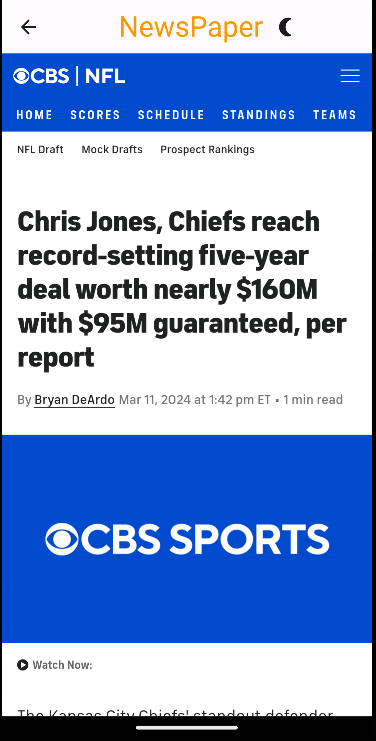 NewsPaper
CBS | NFL
HOME SCORES SCHEDULE STANDINGS TEAMS
NFL Draft Mock Drafts Prospect Rankings
Chris Jones, Chiefs reach
record-setting five-year
deal worth nearly $160M
with $95M guaranteed, per
report
By Bryan DeArdo Mar 11, 2024 at 1:42 pm ET • 1 min read
CBS SPORTS
Watch Now:
The Kansas City Chiefs' standout defender